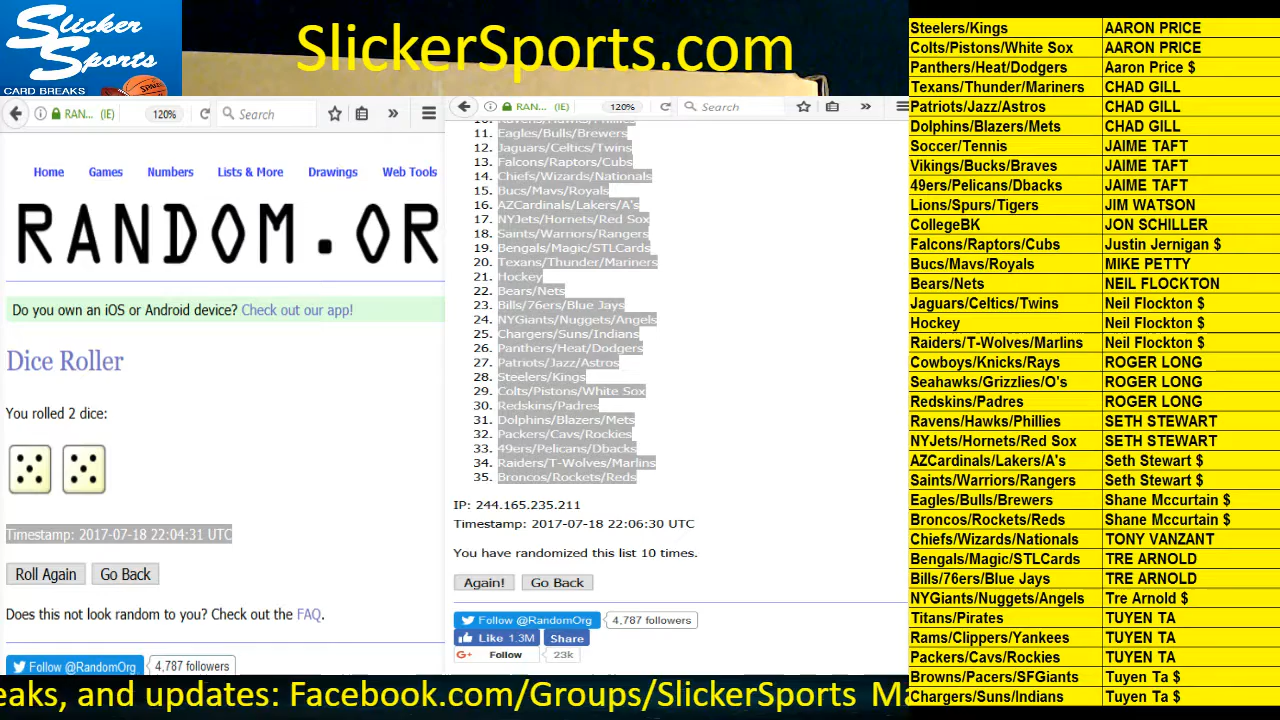 Slicker
Sports
CARD BREAKS
SlickerSports.com
RAN... (IE) 120% Search
Home Games Numbers Lists & More Drawings Web Tools
RANDOM.OR
Do you own an iOS or Android device? Check out our app!
Dice Roller
You rolled 2 dice:
Timestamp: 2017-07-18 22:04:31 UTC
Roll Again Go Back
Does this not look random to you? Check out the FAQ.
Follow @RandomOrg 4,787 followers
RAN... (IE) 120% Search
10. Ravens/Hawks/Phillies
11. Eagles/Bulls/Brewers
12. Jaguars/Celtics/Twins
13. Falcons/Raptors/Cubs
14. Chiefs/Wizards/Nationals
15. Bucs/Mavs/Royals
16. AZCardinals/Lakers/A's
17. NYJets/Hornets/Red Sox
18. Saints/Warriors/Rangers
19. Bengals/Magic/STLCards
20. Texans/Thunder/Mariners
21. Hockey
22. Bears/Nets
23. Bills/76ers/Blue Jays
24. NYGiants/Nuggets/Angels
25. Chargers/Suns/Indians
26. Panthers/Heat/Dodgers
27. Patriots/Jazz/Astros
28. Steelers/Kings
29. Colts/Pistons/White Sox
30. Redskins/Padres
31. Dolphins/Blazers/Mets
32. Packers/Cavs/Rockies
33. 49ers/Pelicans/Dbacks
34. Raiders/T-Wolves/Marlins
35. Broncos/Rockets/Reds
IP: 244.165.235.211
Timestamp: 2017-07-18 22:06:30 UTC
You have randomized this list 10 times.
Again! Go Back
Follow @RandomOrg 4,787 followers
Like 1.3M Share
G+ Follow 23k
Steelers/Kings AARON PRICE
Colts/Pistons/White Sox AARON PRICE
Panthers/Heat/Dodgers Aaron Price $
Texans/Thunder/Mariners CHAD GILL
Patriots/Jazz/Astros CHAD GILL
Dolphins/Blazers/Mets CHAD GILL
Soccer/Tennis JAIME TAFT
Vikings/Bucks/Braves JAIME TAFT
49ers/Pelicans/Dbacks JAIME TAFT
Lions/Spurs/Tigers JIM WATSON
CollegeBK JON SCHILLER
Falcons/Raptors/Cubs Justin Jernigan $
Bucs/Mavs/Royals MIKE PETTY
Bears/Nets NEIL FLOCKTON
Jaguars/Celtics/Twins Neil Flockton $
Hockey Neil Flockton $
Raiders/T-Wolves/Marlins Neil Flockton $
Cowboys/Knicks/Rays ROGER LONG
Seahawks/Grizzlies/O's ROGER LONG
Redskins/Padres ROGER LONG
Ravens/Hawks/Phillies SETH STEWART
NYJets/Hornets/Red Sox SETH STEWART
AZCardinals/Lakers/A's Seth Stewart $
Saints/Warriors/Rangers Seth Stewart $
Eagles/Bulls/Brewers Shane Mccurtain $
Broncos/Rockets/Reds Shane Mccurtain $
Chiefs/Wizards/Nationals TONY VANZANT
Bengals/Magic/STLCards TRE ARNOLD
Bills/76ers/Blue Jays TRE ARNOLD
NYGiants/Nuggets/Angels Tre Arnold $
Titans/Pirates TUYEN TA
Rams/Clippers/Yankees TUYEN TA
Packers/Cavs/Rockies TUYEN TA
Browns/Pacers/SFGiants Tuyen Ta $
Chargers/Suns/Indians Tuyen Ta $
eaks, and updates: Facebook.com/Groups/SlickerSports Ma